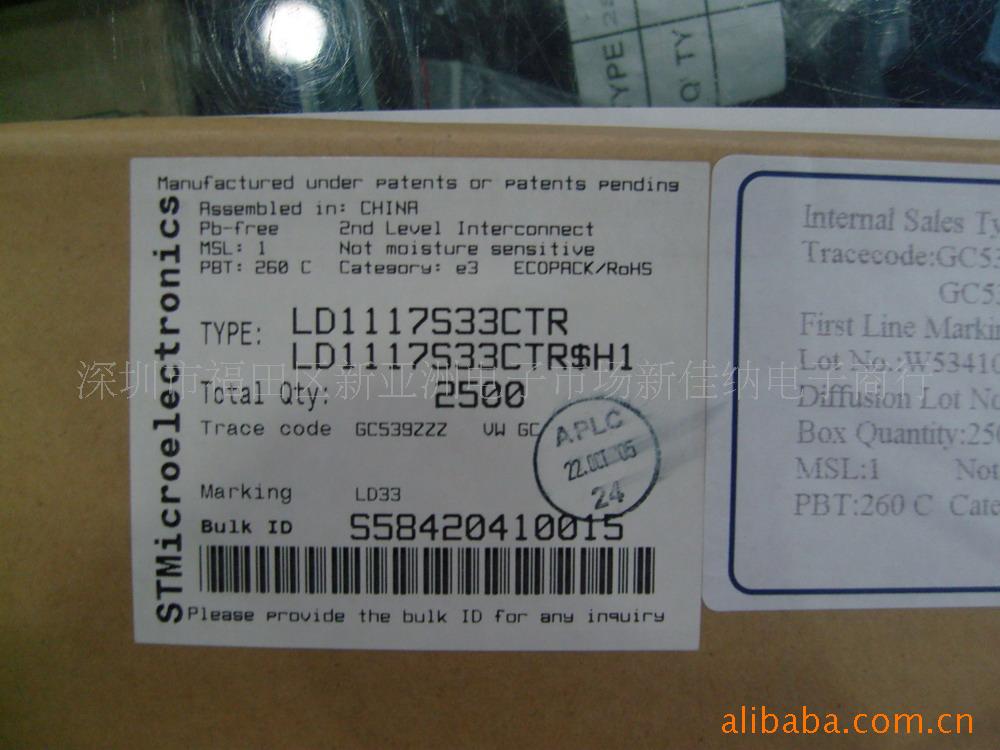 YPE 2S
Q'TY
STMicroelectronics
Manufactured under patents or patents pending
Assembled in: CHINA
Pb-free 2nd Level Interconnect
MSL: 1 Not moisture sensitive
PBT: 260 C Category: e3 ECOPACK/RoHS
TYPE: LD1117S33CTR
LD1117S33CTR$H1
Total Qty: 2500
Trace code GC539ZZZ VW GC
APLC
22.OCT 05
24
Marking LD33
Bulk ID S58420410015
Please provide the bulk ID for any inquiry
Internal Sales Ty
Tracecode:GC53
GC53
First Line Markin
Lot No.:W53410
Diffusion Lot No
Box Quantity:250
MSL:1 Not
PBT:260 C Cate
深圳市福田区新亚洲电子市场新佳纳电子商行
alibaba.com.cn